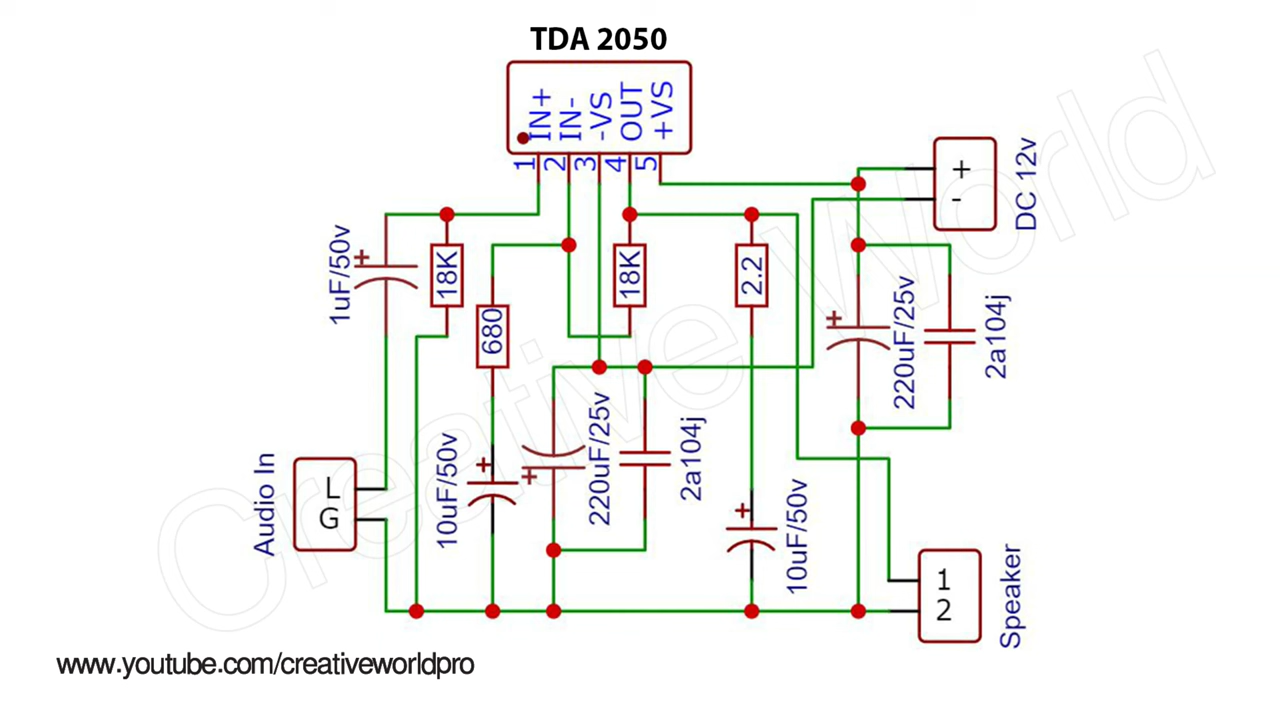 TDA 2050
IN+
IN-
-VS
OUT
+VS
1
2
3
4
5
+
-
DC 12v
1uF/50v
+
18K
680
18K
2.2
+
220uF/25v
2a104j
Audio In
L
G
10uF/50v
+
+
220uF/25v
2a104j
+
10uF/50v
1
2
Speaker
Creative World
www.youtube.com/creativeworldpro